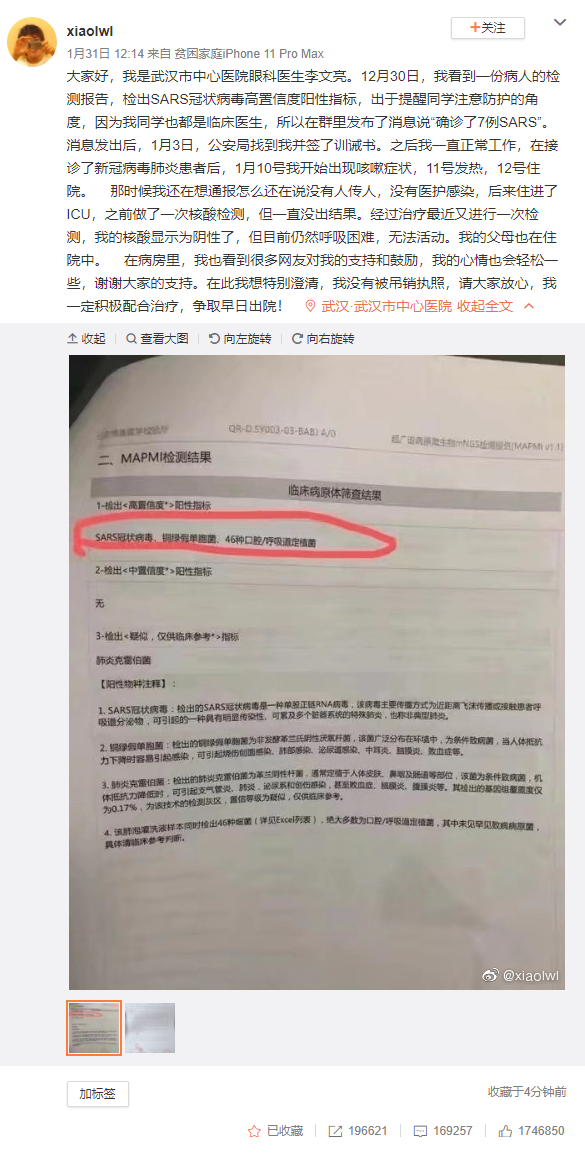 xiaolwl
+关注
1月31日 12:14 来自 贫困家庭iPhone 11 Pro Max
大家好，我是武汉市中心医院眼科医生李文亮。12月30日，我看到一份病人的检
测报告，检出SARS冠状病毒高置信度阳性指标，出于提醒同学注意防护的角
度，因为我同学也都是临床医生，所以在群里发布了消息说“确诊了7例SARS”。
消息发出后，1月3日，公安局找到我并签了训诫书。之后我一直正常工作，在接
诊了新冠病毒肺炎患者后，1月10号我开始出现咳嗽症状，11号发热，12号住
院。 那时候我还在想通报怎么还在说没有人传人，没有医护感染，后来住进了
ICU，之前做了一次核酸检测，但一直没出结果。经过治疗最近又进行一次检
测，我的核酸显示为阴性了，但目前仍然呼吸困难，无法活动。我的父母也在住
院中。 在病房里，我也看到很多网友对我的支持和鼓励，我的心情也会轻松一
些，谢谢大家的支持。在此我想特别澄清，我没有被吊销执照，请大家放心，我
一定积极配合治疗，争取早日出院！ 武汉·武汉市中心医院 收起全文
收起 查看大图 向左旋转 向右旋转
QR-D.SY003-03-BABJ A/0 超广谱病原微生物mNGS检测报告(MAPMI v1.1)
二、MAPMI检测结果
临床病原体筛查结果
1-检出<高置信度*>阳性指标
SARS冠状病毒、铜绿假单胞菌、46种口腔/呼吸道定植菌
2-检出<中置信度*>阳性指标
无
3-检出<疑似，仅供临床参考*>指标
肺炎克雷伯菌
【阳性物种注释】：
1. SARS冠状病毒：检出的SARS冠状病毒是一种单股正链RNA病毒，该病毒主要传播方式为近距离飞沫传播或接触患者呼
吸道分泌物，可引起的一种具有明显传染性、可累及多个脏器系统的特殊肺炎，也称非典型肺炎。
2. 铜绿假单胞菌：检出的铜绿假单胞菌为非发酵革兰氏阴性厌氧杆菌，该菌广泛分布在环境中，为条件致病菌，当人体抵抗
力下降时容易引起感染，可引起烧伤创面感染、肺部感染、泌尿道感染、中耳炎、脑膜炎、败血症等。
3. 肺炎克雷伯菌：检出的肺炎克雷伯菌为革兰阴性杆菌，通常定植于人体皮肤、鼻咽及肠道等部位，该菌为条件致病菌，机
体抵抗力降低时，可引起支气管炎、肺炎，泌尿系和创伤感染，甚至败血症、脑膜炎、腹膜炎等。其检出的基因组覆盖度仅
为0.17%，为该技术的检测灰区，置信等级为疑似，仅供临床参考。
4. 该肺泡灌洗液样本同时检出46种细菌（详见Excel列表），绝大多数为口腔/呼吸道定植菌，其中未见罕见致病病原菌，
具体请临床参考判断。
@xiaolwl
加标签 收藏于4分钟前
已收藏 196621 169257 1746850